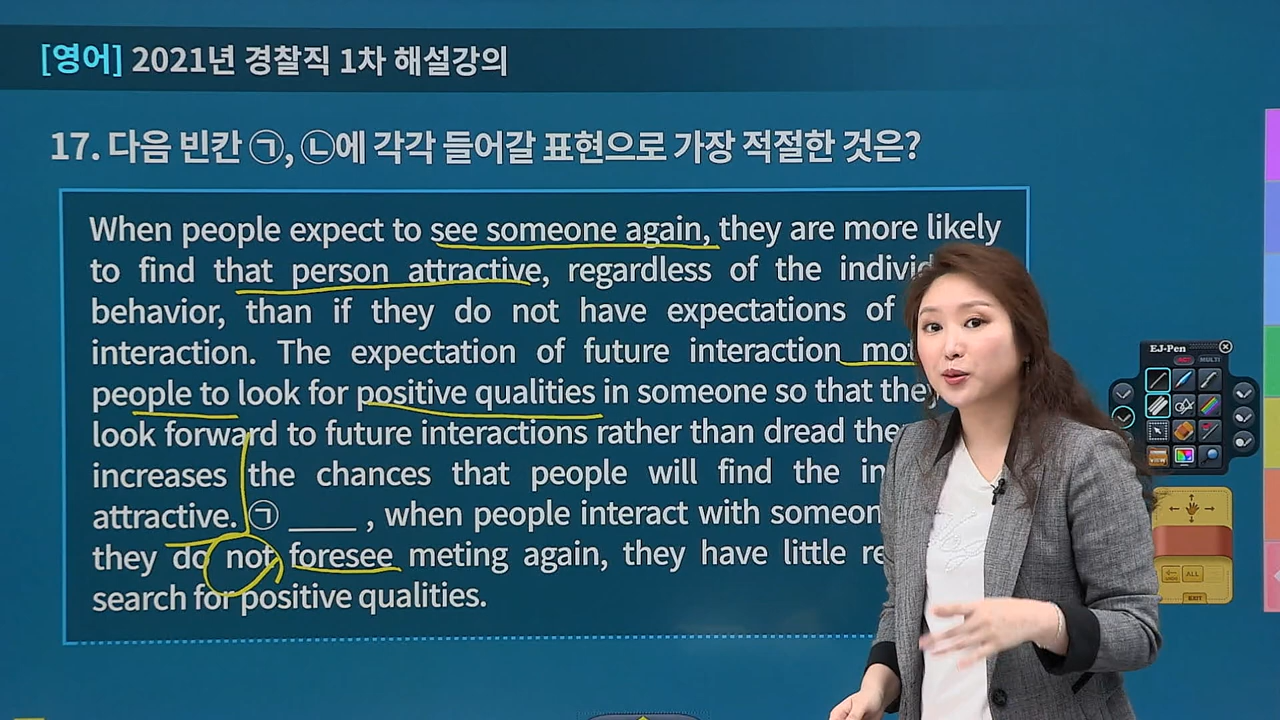 [영어] 2021년 경찰직 1차 해설강의
17. 다음 빈칸 ㉠, ㉡에 각각 들어갈 표현으로 가장 적절한 것은?
When people expect to see someone again, they are more likely
to find that person attractive, regardless of the
behavior, than if they do not have expectations of
interaction. The expectation of future interaction
people to look for positive qualities in someone so that
look forward to future interactions rather than dread
increases the chances that people will find the
attractive. ㉠ ____ , when people interact with
they do not foresee meting again, they have little
search for positive qualities.
EJ-Pen
MULTI
ALL
EXIT